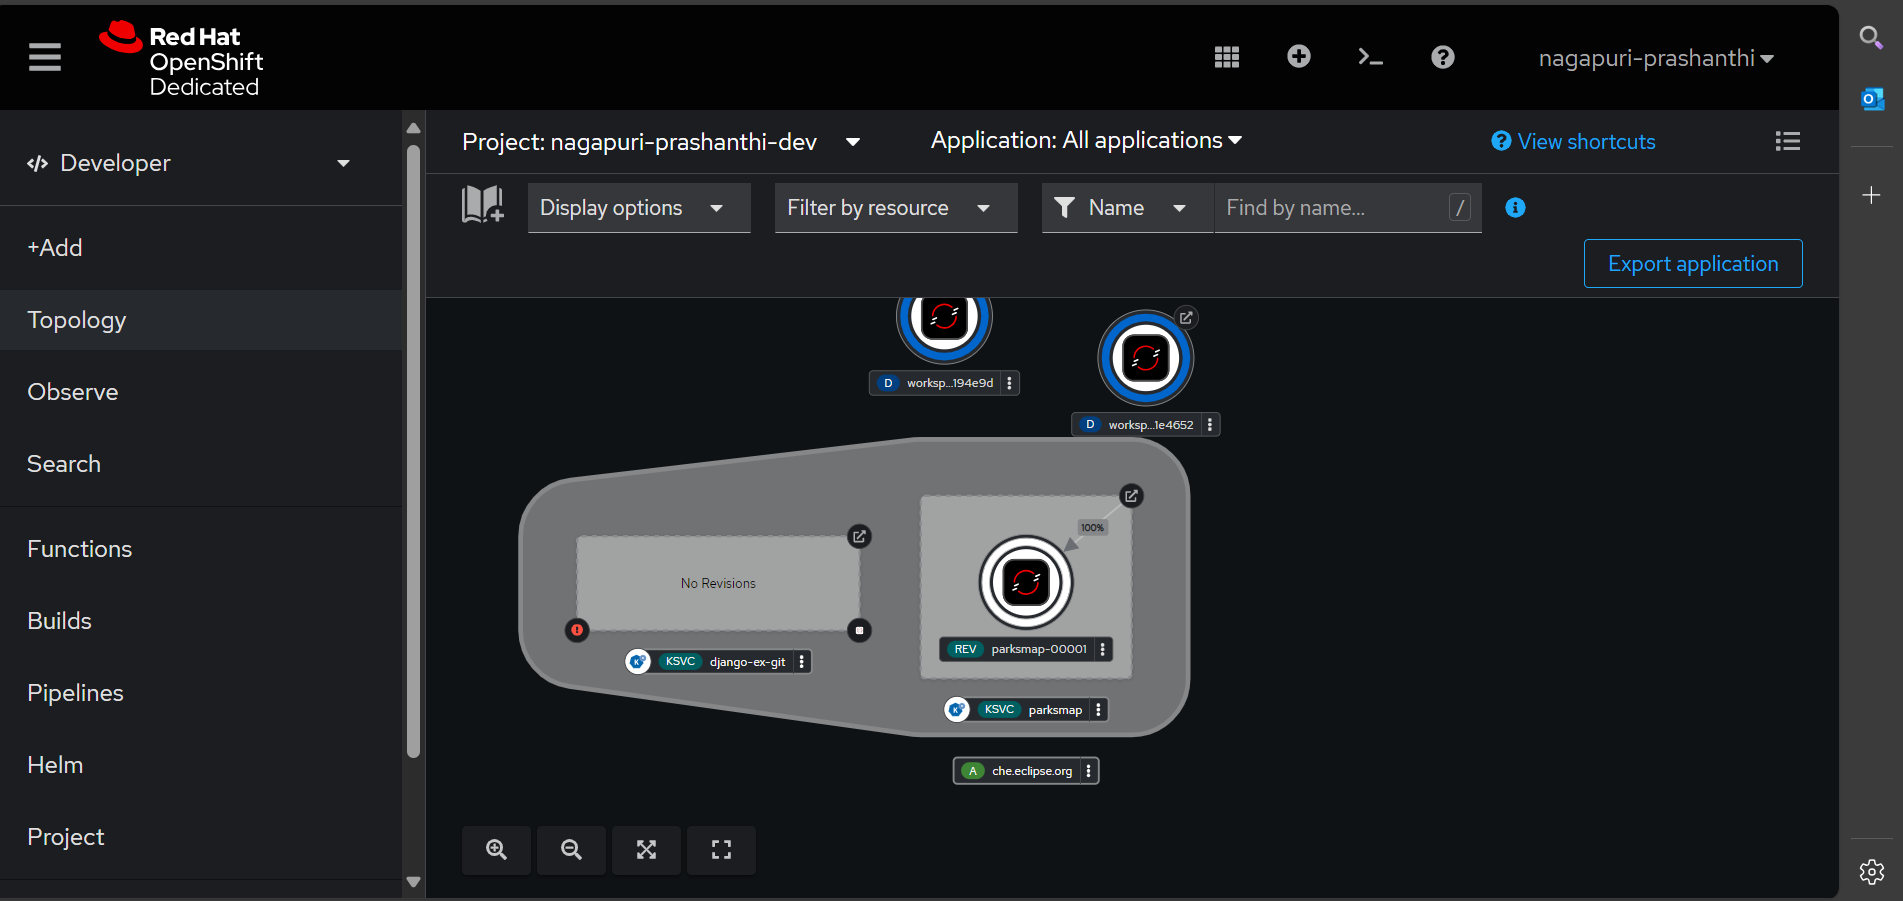 Red Hat
OpenShift
Dedicated
nagapuri-prashanthi
Developer
+Add
Topology
Observe
Search
Functions
Builds
Pipelines
Helm
Project
Project: nagapuri-prashanthi-dev
Application: All applications
View shortcuts
Display options
Filter by resource
Name
Find by name...
/
Export application
D worksp...194e9d
D worksp...1e4652
No Revisions
KSVC django-ex-git
100%
REV parksmap-00001
KSVC parksmap
A che.eclipse.org